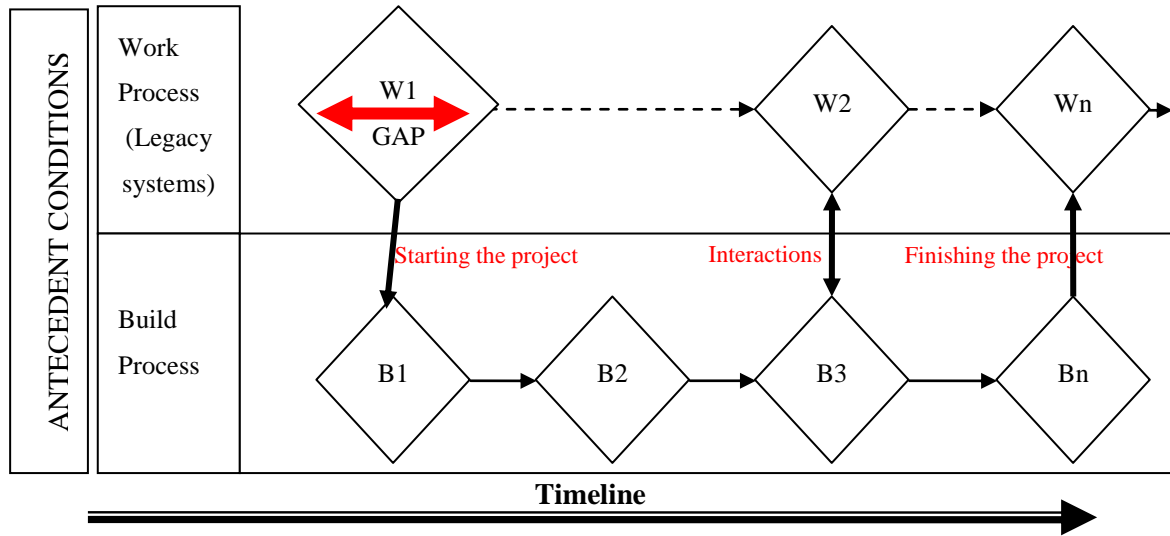 ANTECEDENT CONDITIONS
Work
Process
(Legacy
systems)
W1
GAP
W2
Wn
Starting the project
Interactions
Finishing the project
Build
Process
B1
B2
B3
Bn
Timeline